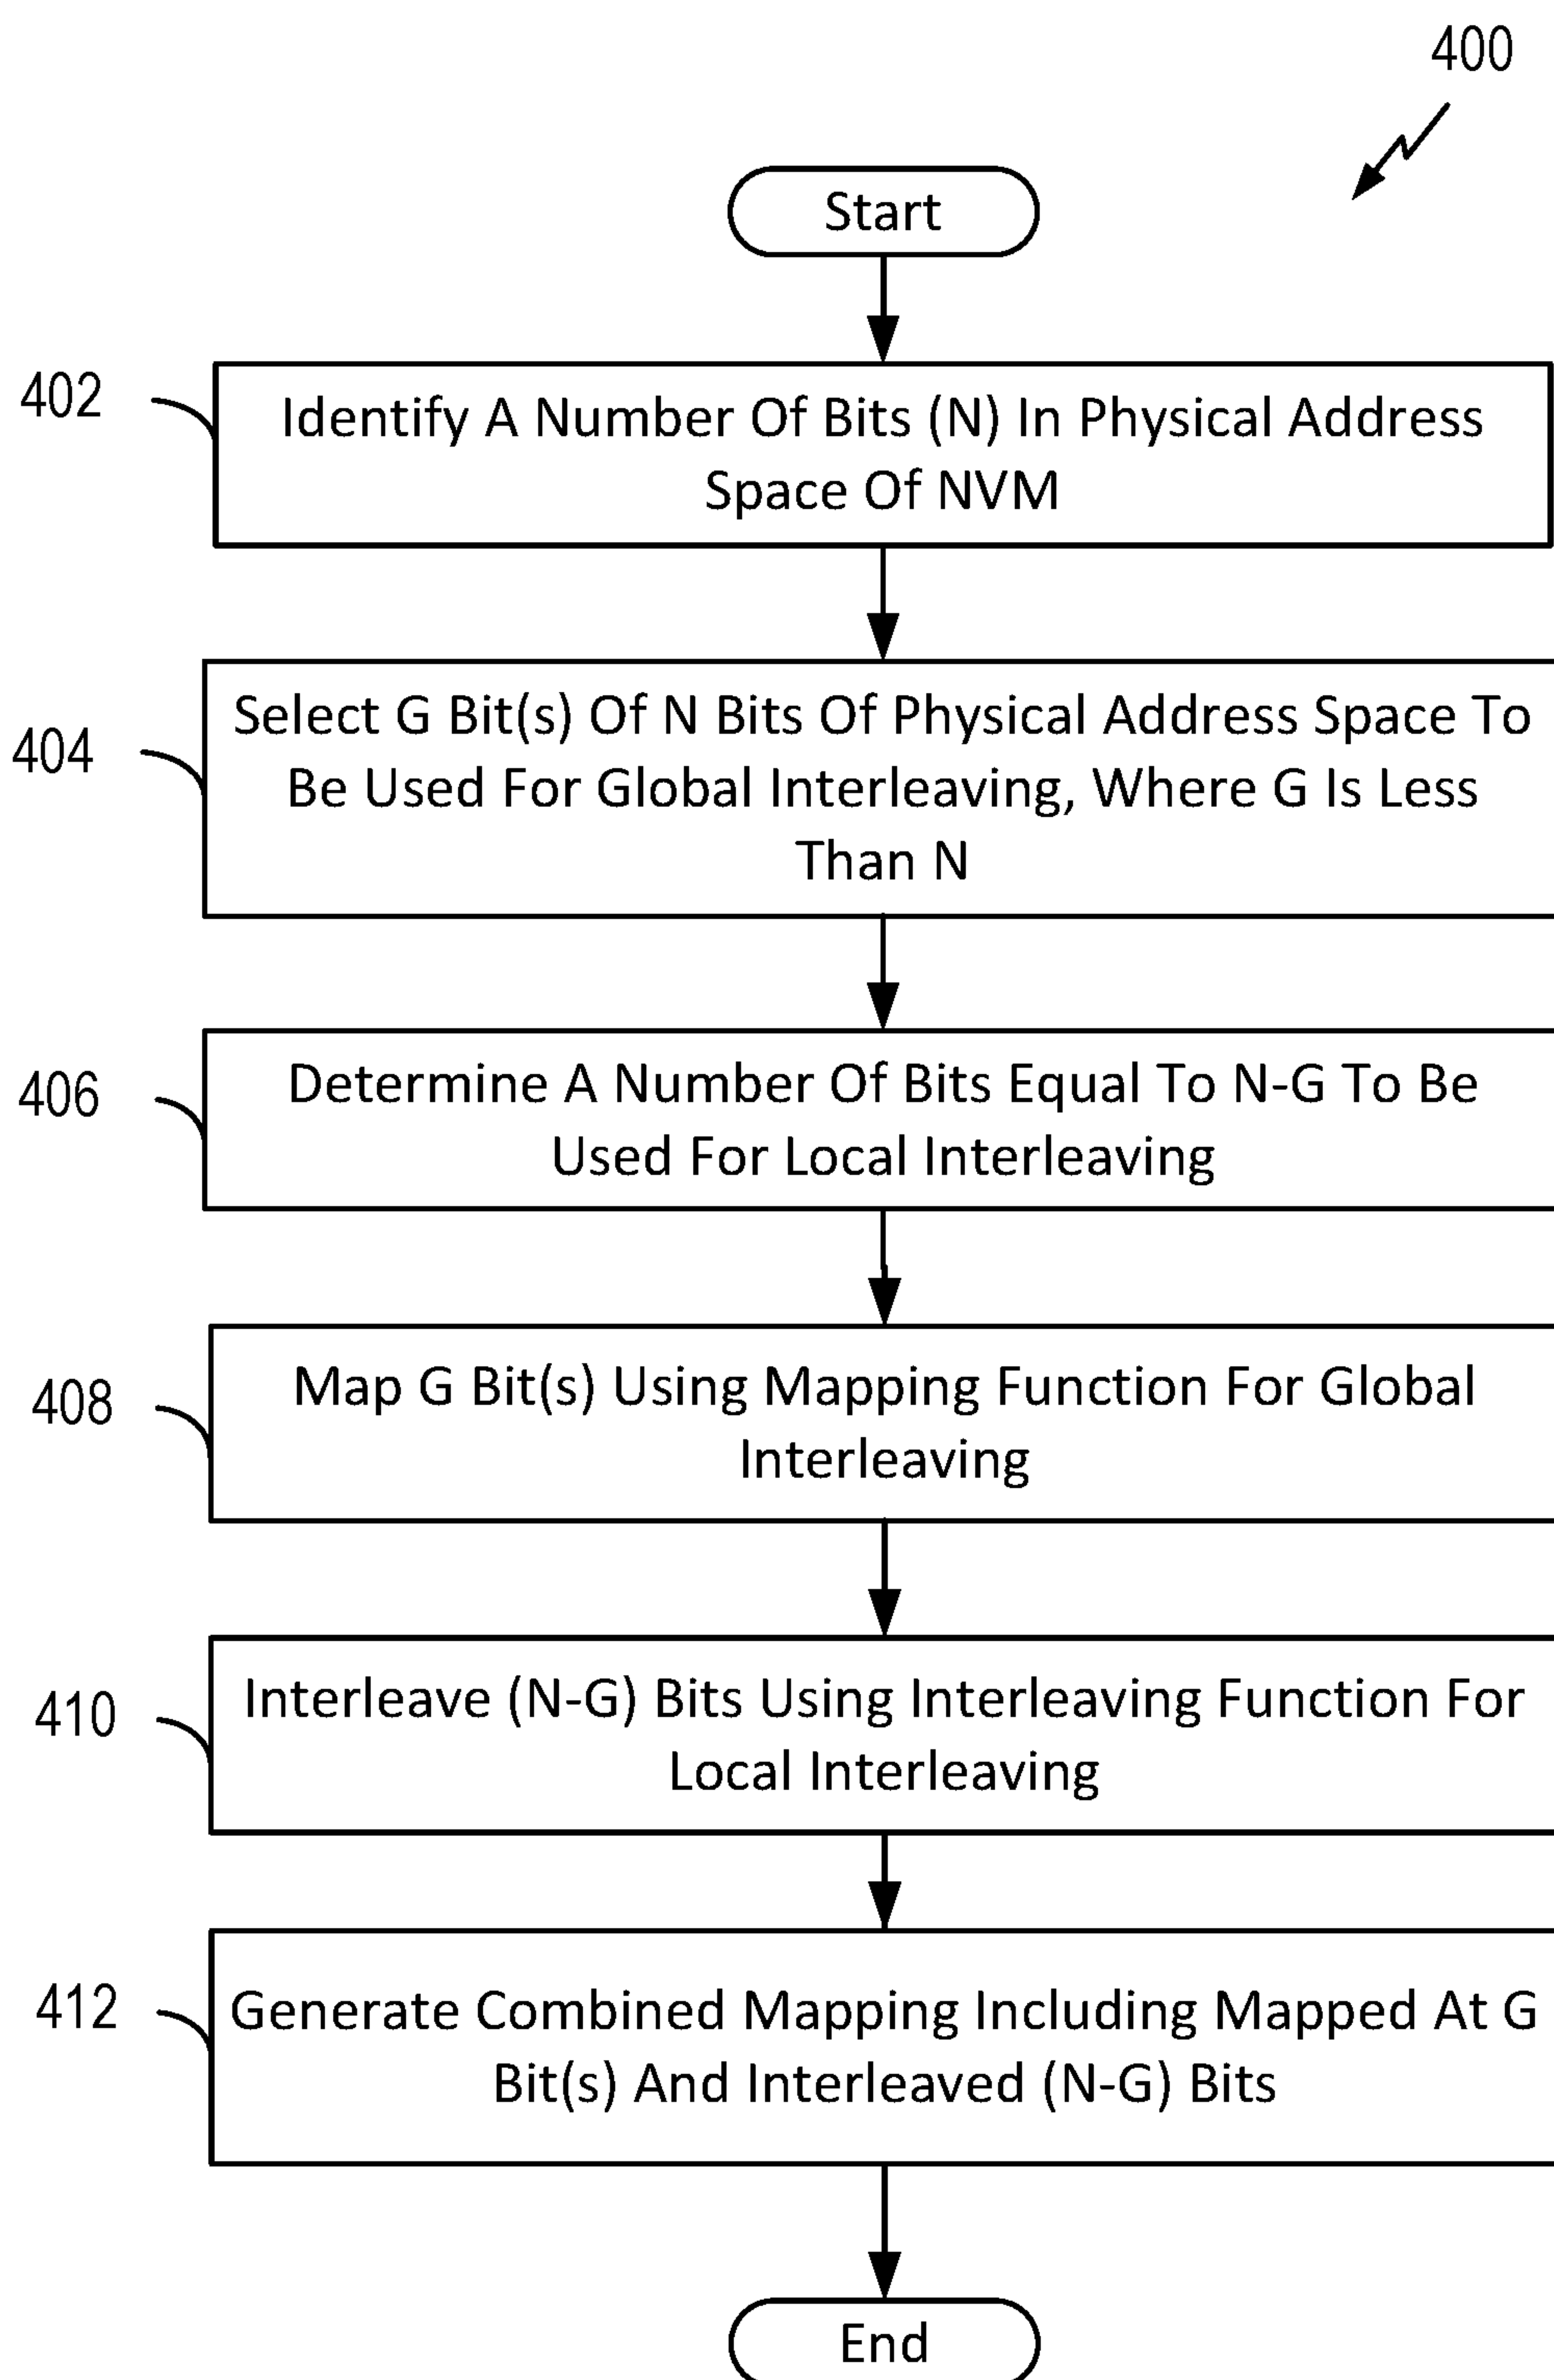 400
Start
402
Identify A Number Of Bits (N) In Physical Address
Space Of NVM
404
Select G Bit(s) Of N Bits Of Physical Address Space To
Be Used For Global Interleaving, Where G Is Less
Than N
406
Determine A Number Of Bits Equal To N-G To Be
Used For Local Interleaving
408
Map G Bit(s) Using Mapping Function For Global
Interleaving
410
Interleave (N-G) Bits Using Interleaving Function For
Local Interleaving
412
Generate Combined Mapping Including Mapped At G
Bit(s) And Interleaved (N-G) Bits
End